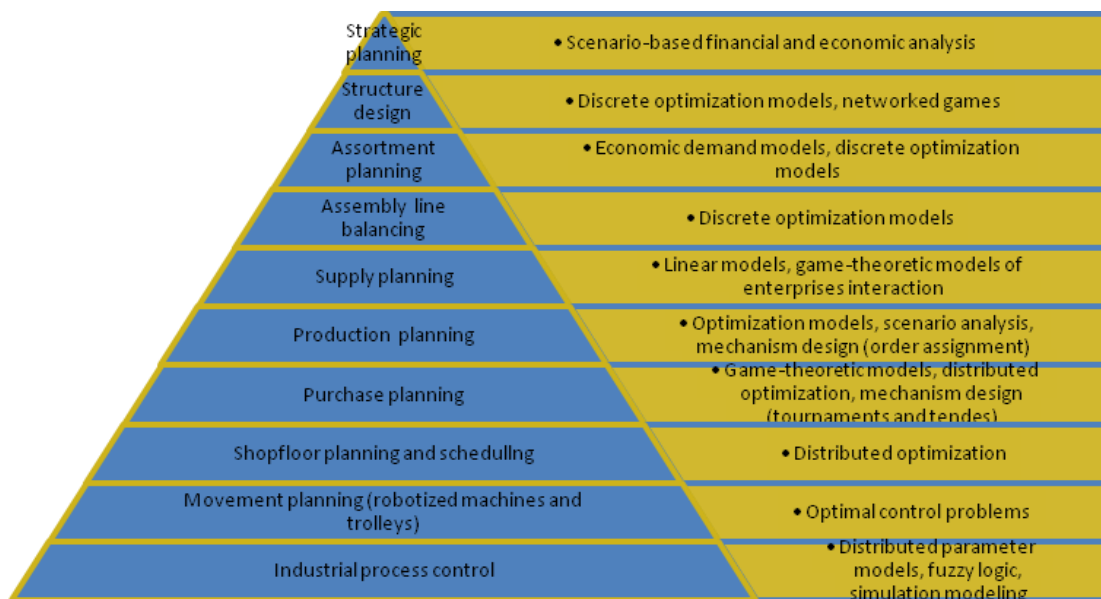 Strategic
planning
• Scenario-based financial and economic analysis
Structure
design
• Discrete optimization models, networked games
Assortment
planning
• Economic demand models, discrete optimization
models
Assembly line
balancing
• Discrete optimization models
Supply planning
• Linear models, game-theoretic models of
enterprises interaction
Production planning
• Optimization models, scenario analysis,
mechanism design (order assignment)
Purchase planning
• Game-theoretic models, distributed
optimization, mechanism design
(tournaments and tendes)
Shopfloor planning and scheduling
• Distributed optimization
Movement planning (robotized machines and
trolleys)
• Optimal control problems
Industrial process control
• Distributed parameter
models, fuzzy logic,
simulation modeling